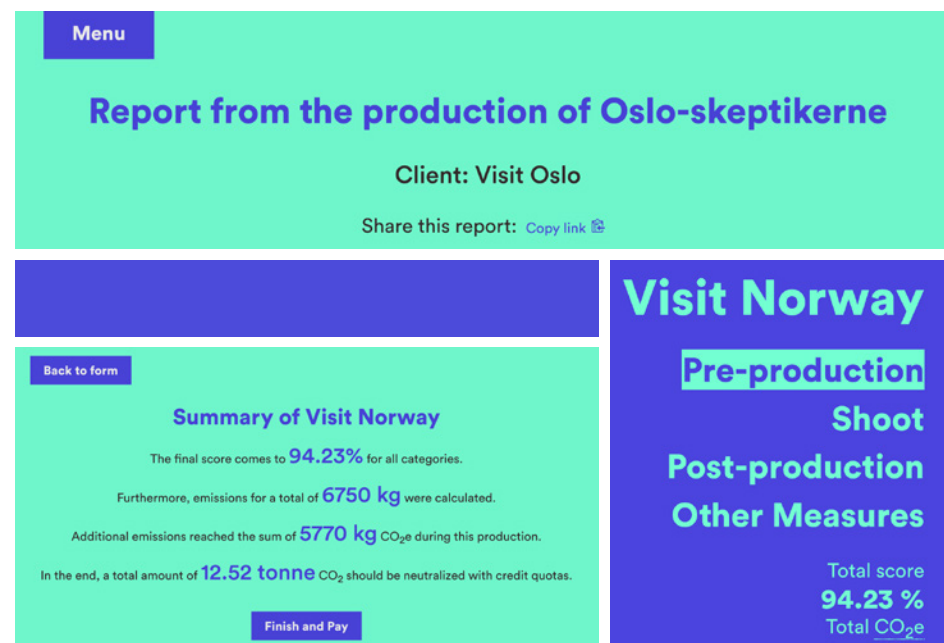 Menu
Report from the production of Oslo-skeptikerne
Client: Visit Oslo
Share this report: Copy link
Back to form
Summary of Visit Norway
The final score comes to 94.23% for all categories.
Furthermore, emissions for a total of 6750 kg were calculated.
Additional emissions reached the sum of 5770 kg CO₂e during this production.
In the end, a total amount of 12.52 tonne CO₂ should be neutralized with credit quotas.
Finish and Pay
Visit Norway
Pre-production
Shoot
Post-production
Other Measures
Total score
94.23 %
Total CO₂e